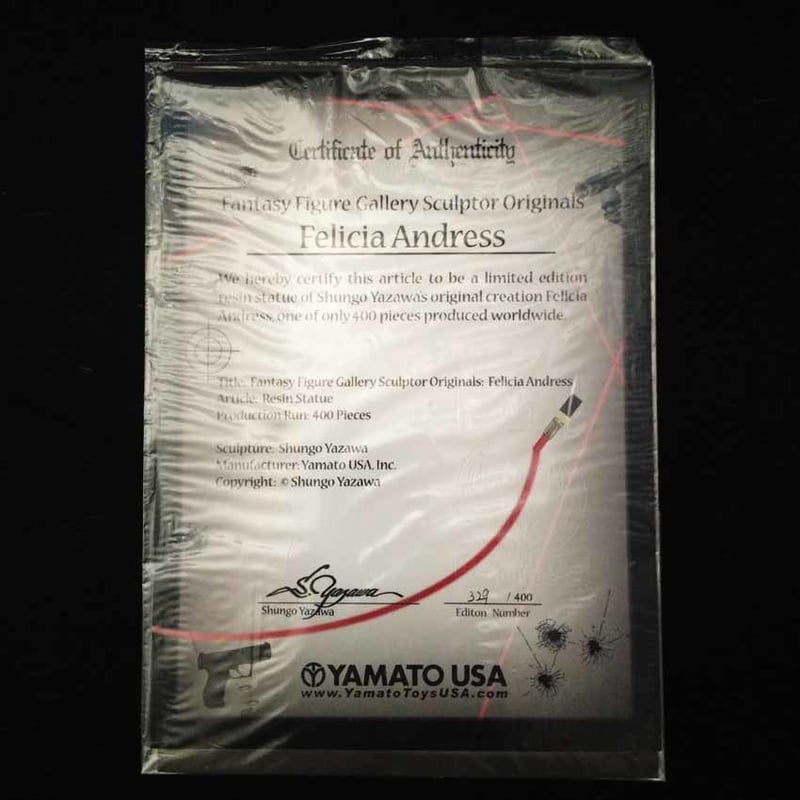 Certificate of Authenticity
Fantasy Figure Gallery Sculptor Originals
Felicia Andress
We hereby certify this article to be a limited edition
resin statue of Shungo Yazawa's original creation Felicia
Andress, one of only 400 pieces produced worldwide.
Title: Fantasy Figure Gallery Sculptor Originals: Felicia Andress
Article: Resin Statue
Production Run: 400 Pieces
Sculpture: Shungo Yazawa
Manufacturer: Yamato USA, Inc.
Copyright: © Shungo Yazawa
S. Yazawa
329 / 400
Shungo Yazawa
Editon Number
YAMATO USA
www.YamatoToysUSA.com